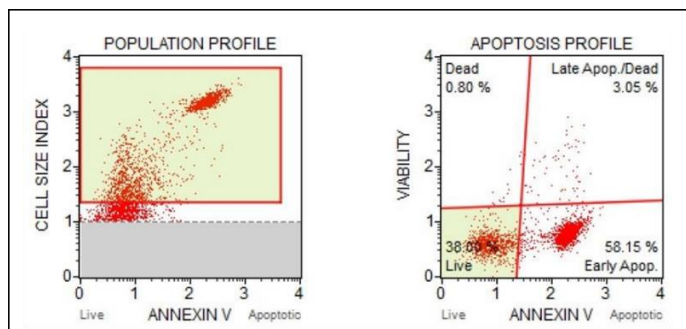 POPULATION PROFILE
4
3
2
1
0
CELL SIZE INDEX
0 1 2 3 4
Live ANNEXIN V Apoptotic
APOPTOSIS PROFILE
4
3
2
1
0
VIABILITY
Dead
0.80 %
Late Apop./Dead
3.05 %
38.00 %
Live
58.15 %
Early Apop.
0 1 2 3 4
Live ANNEXIN V Apoptotic